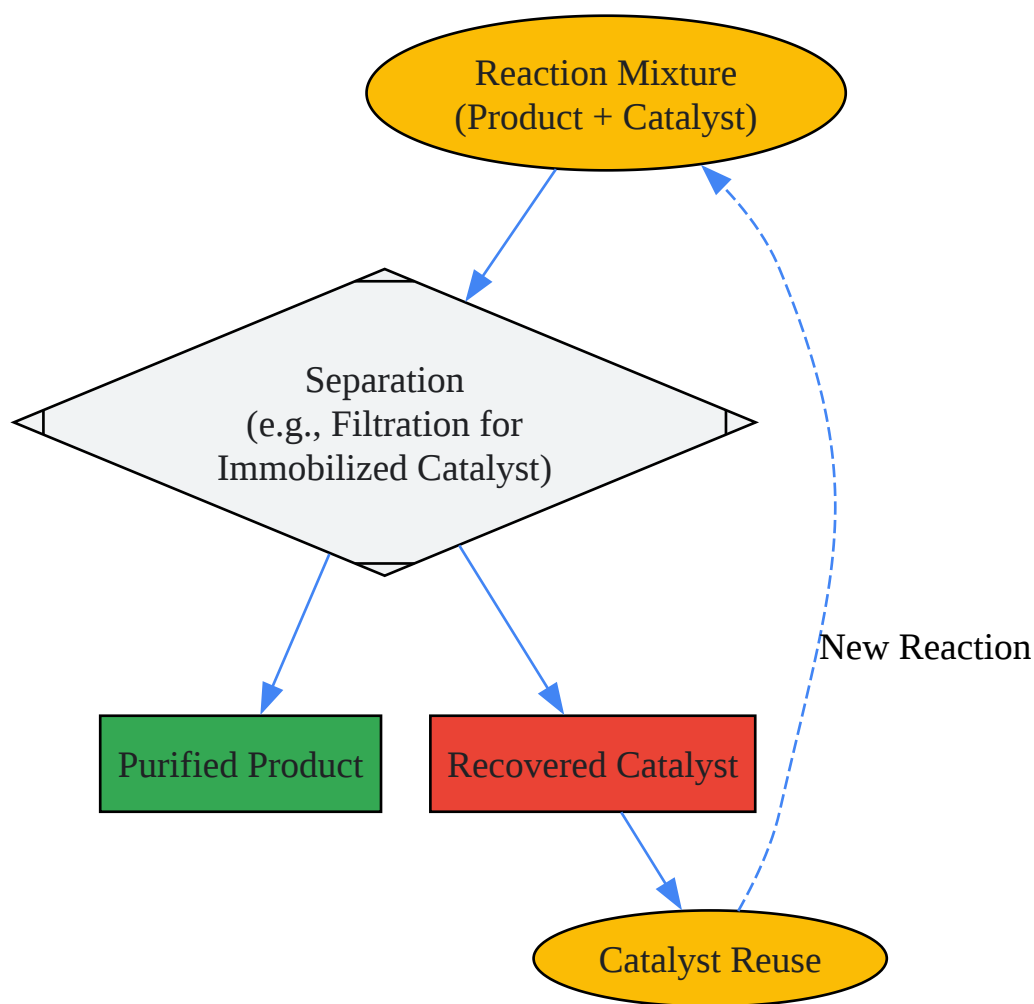 Reaction Mixture
(Product + Catalyst)
Separation
(e.g., Filtration for
Immobilized Catalyst)
New Reaction
Purified Product
Recovered Catalyst
Catalyst Reuse